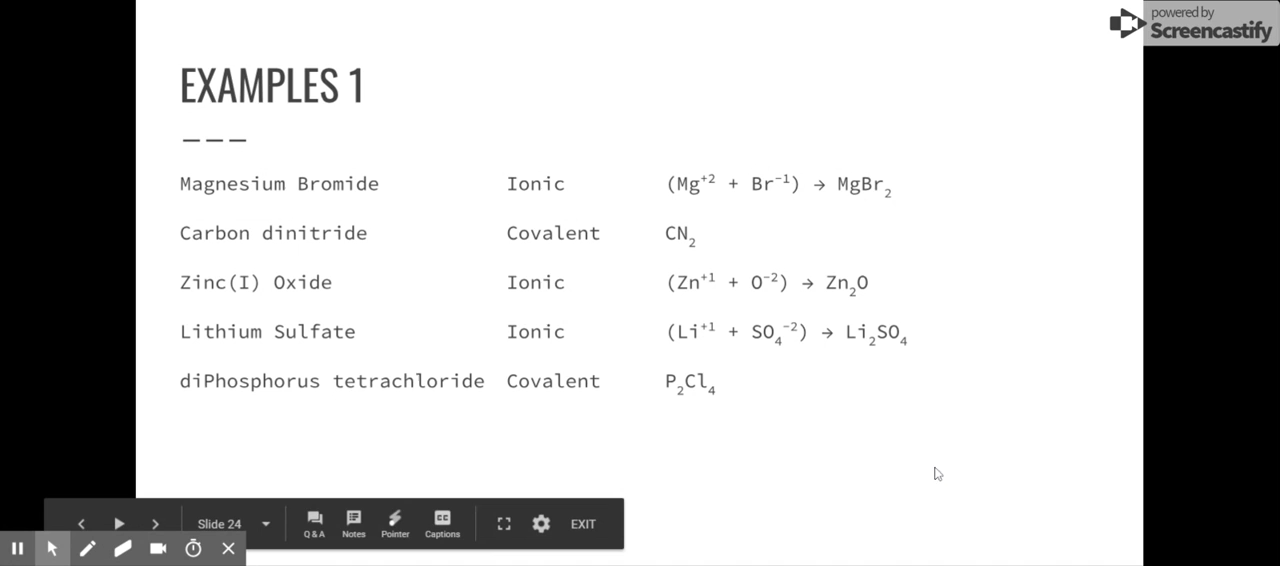 powered by
Screencastify
EXAMPLES 1
———
Magnesium Bromide Ionic (Mg⁺² + Br⁻¹) → MgBr₂
Carbon dinitride Covalent CN₂
Zinc(I) Oxide Ionic (Zn⁺¹ + O⁻²) → Zn₂O
Lithium Sulfate Ionic (Li⁺¹ + SO₄⁻²) → Li₂SO₄
diPhosphorus tetrachloride Covalent P₂Cl₄
Slide 24 Q & A Notes Pointer CC Captions EXIT